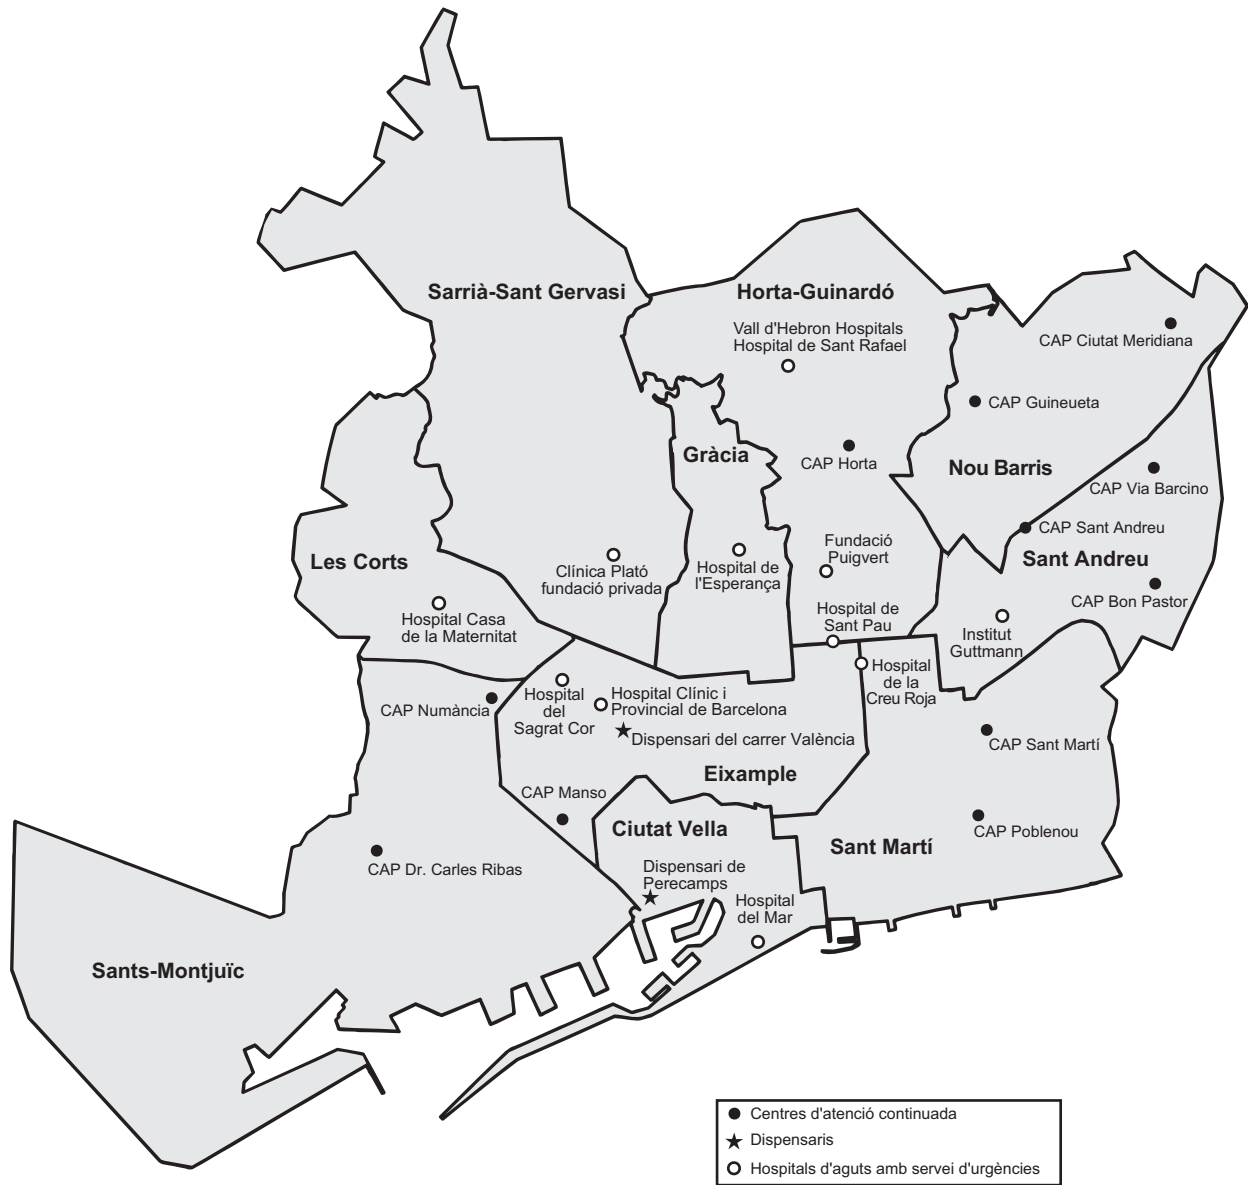 Sarrià-Sant Gervasi
Horta-Guinardó
Vall d'Hebron Hospitals
Hospital de Sant Rafael
CAP Ciutat Meridiana
CAP Guineueta
Gràcia
CAP Horta
Nou Barris
CAP Via Barcino
CAP Sant Andreu
Sant Andreu
Les Corts
Clínica Plató
fundació privada
Hospital de
l'Esperança
Fundació
Puigvert
CAP Bon Pastor
Hospital Casa
de la Maternitat
Hospital de
Sant Pau
Institut
Guttmann
Hospital
de la
Creu Roja
CAP Numància
Hospital
del
Sagrat Cor
Hospital Clínic i
Provincial de Barcelona
Dispensari del carrer València
CAP Sant Martí
Eixample
CAP Manso
Ciutat Vella
CAP Poblenou
Sant Martí
CAP Dr. Carles Ribas
Dispensari de
Perecamps
Hospital
del Mar
Sants-Montjuïc
Centres d'atenció continuada
Dispensaris
Hospitals d'aguts amb servei d'urgències